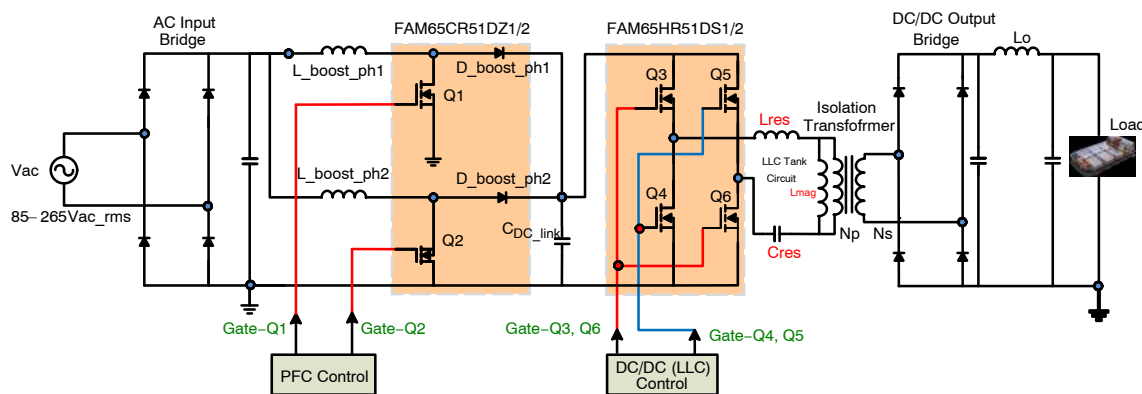 AC Input
Bridge
FAM65CR51DZ1/2
FAM65HR51DS1/2
DC/DC Output
Bridge
Lo
L_boost_ph1
D_boost_ph1
Q1
Q3
Q5
Isolation
Transfofrmer
Lres
Load
Vac
LLC Tank
Circuit
Lmag
L_boost_ph2
D_boost_ph2
85–265Vac_rms
Q4
Q6
CDC_link
Q2
Np
Ns
Cres
Gate–Q1
Gate–Q2
Gate–Q3, Q6
Gate–Q4, Q5
PFC Control
DC/DC (LLC)
Control